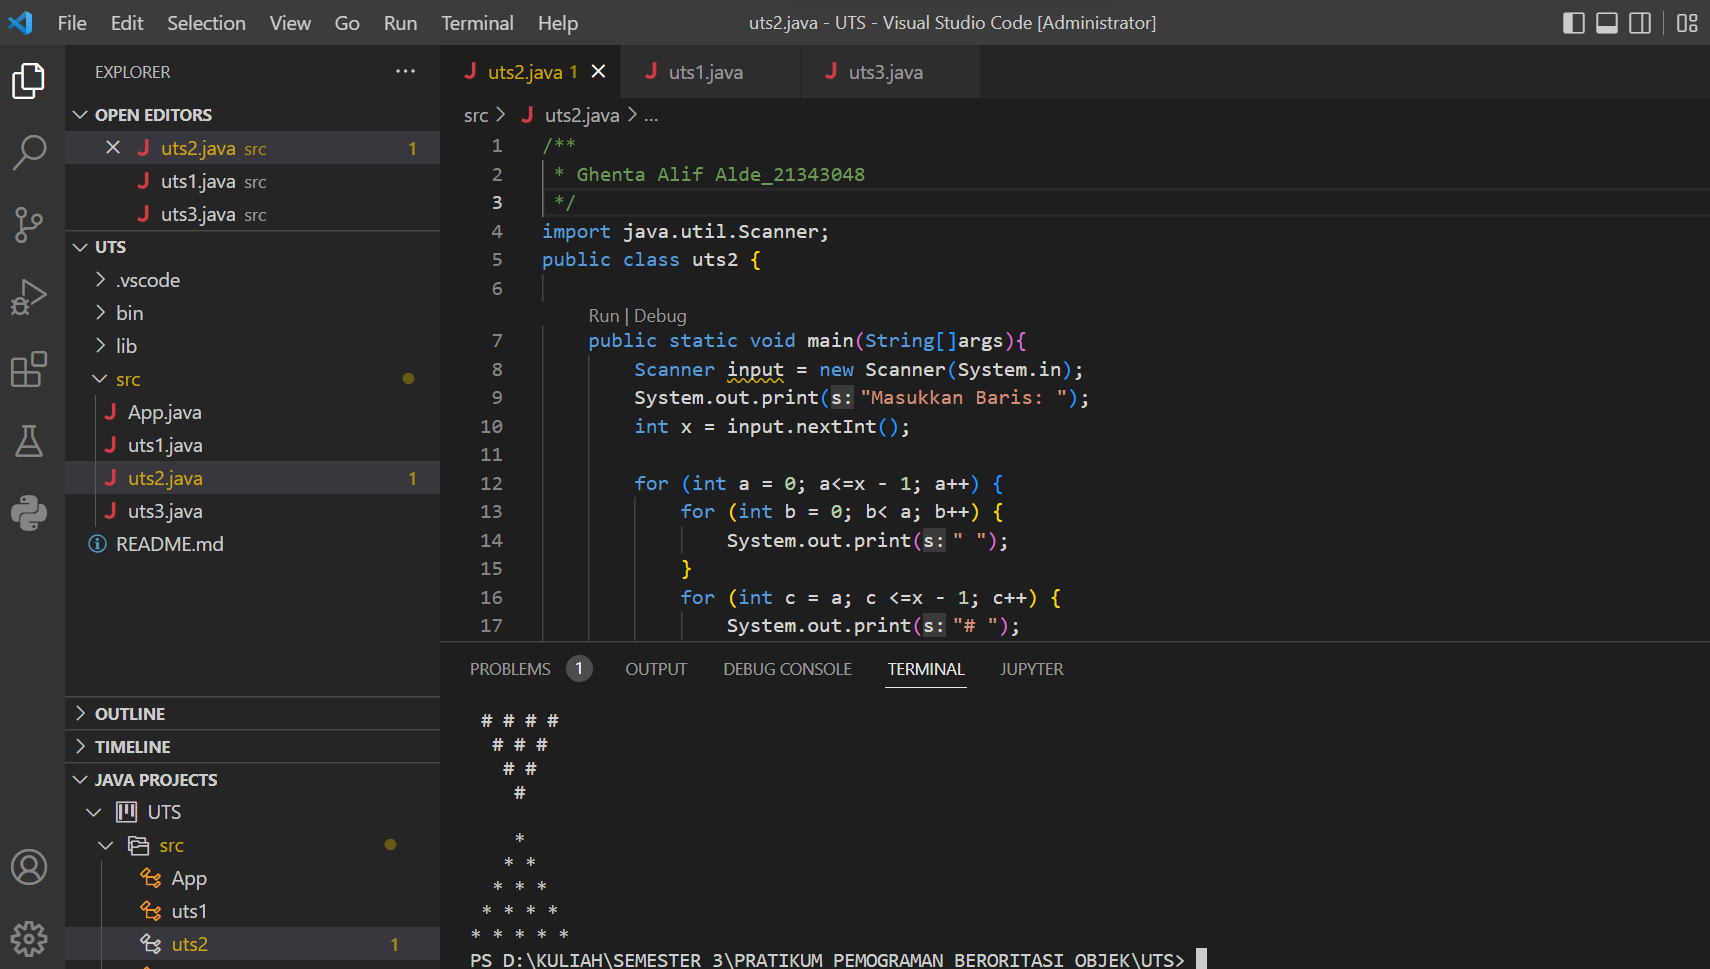 File Edit Selection View Go Run Terminal Help
uts2.java - UTS - Visual Studio Code [Administrator]
EXPLORER
OPEN EDITORS
uts2.java src 1
uts1.java src
uts3.java src
UTS
.vscode
bin
lib
src
App.java
uts1.java
uts2.java 1
uts3.java
README.md
OUTLINE
TIMELINE
JAVA PROJECTS
UTS
src
App
uts1
uts2 1
uts2.java 1 uts1.java uts3.java
src > uts2.java > ...
1 /**
2 * Ghenta Alif Alde_21343048
3 */
4 import java.util.Scanner;
5 public class uts2 {
6
Run | Debug
7 public static void main(String[]args){
8 Scanner input = new Scanner(System.in);
9 System.out.print(s:"Masukkan Baris: ");
10 int x = input.nextInt();
11
12 for (int a = 0; a<=x - 1; a++) {
13 for (int b = 0; b< a; b++) {
14 System.out.print(s:" ");
15 }
16 for (int c = a; c <=x - 1; c++) {
17 System.out.print(s:"# ");
PROBLEMS 1 OUTPUT DEBUG CONSOLE TERMINAL JUPYTER
# # # #
# # #
# #
#
*
* *
* * *
* * * *
* * * * *
PS D:\KULIAH\SEMESTER 3\PRATIKUM PEMOGRAMAN BERORITASI OBJEK\UTS>